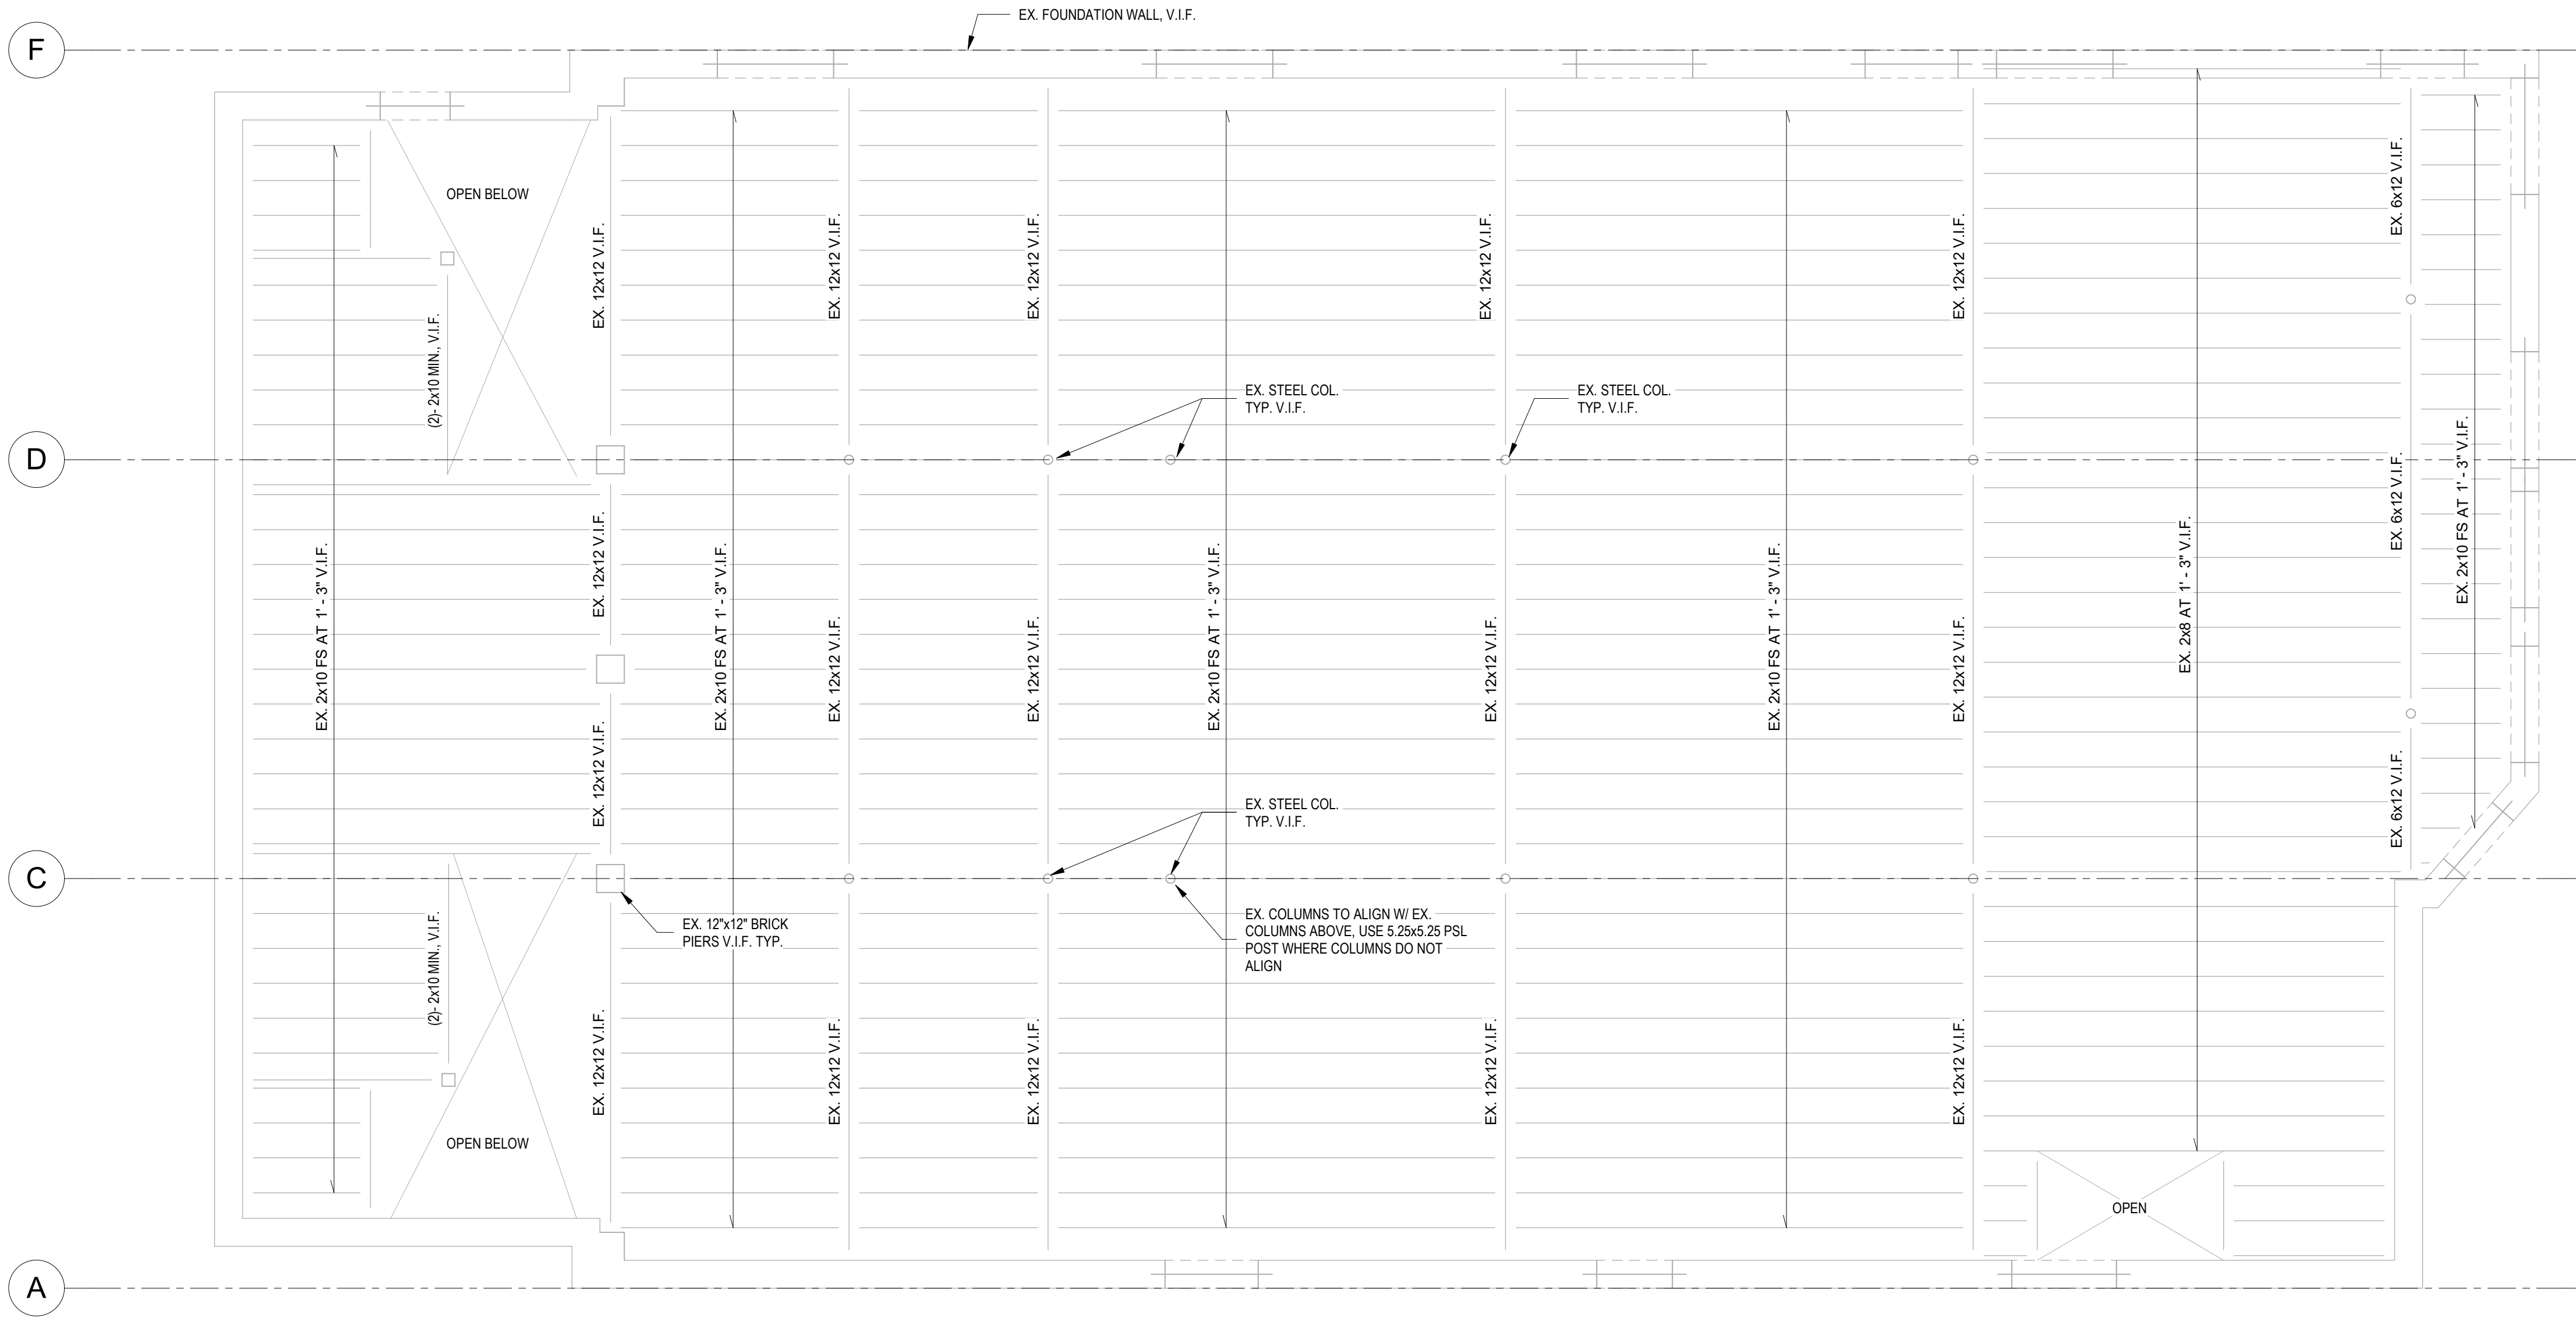 EX. FOUNDATION WALL, V.I.F.
F
OPEN BELOW
EX. 12x12 V.I.F.
EX. 12x12 V.I.F.
EX. 12x12 V.I.F.
EX. 12x12 V.I.F.
EX. 12x12 V.I.F.
EX. 6x12 V.I.F.
(2)- 2x10 MIN., V.I.F.
EX. STEEL COL.
TYP. V.I.F.
EX. STEEL COL.
TYP. V.I.F.
D
EX. 2x10 FS AT 1' - 3" V.I.F.
EX. 12x12 V.I.F.
EX. 2x10 FS AT 1' - 3" V.I.F.
EX. 12x12 V.I.F.
EX. 12x12 V.I.F.
EX. 2x10 FS AT 1' - 3" V.I.F.
EX. 12x12 V.I.F.
EX. 2x10 FS AT 1' - 3" V.I.F.
EX. 12x12 V.I.F.
EX. 2x8 AT 1' - 3" V.I.F.
EX. 6x12 V.I.F.
EX. 2x10 FS AT 1' - 3" V.I.F.
EX. 12x12 V.I.F.
EX. 6x12 V.I.F.
EX. STEEL COL.
TYP. V.I.F.
C
EX. 12"x12" BRICK
PIERS V.I.F. TYP.
EX. COLUMNS TO ALIGN W/ EX.
COLUMNS ABOVE, USE 5.25x5.25 PSL
POST WHERE COLUMNS DO NOT
ALIGN
(2)- 2x10 MIN., V.I.F.
EX. 12x12 V.I.F.
EX. 12x12 V.I.F.
EX. 12x12 V.I.F.
EX. 12x12 V.I.F.
EX. 12x12 V.I.F.
OPEN BELOW
OPEN
A